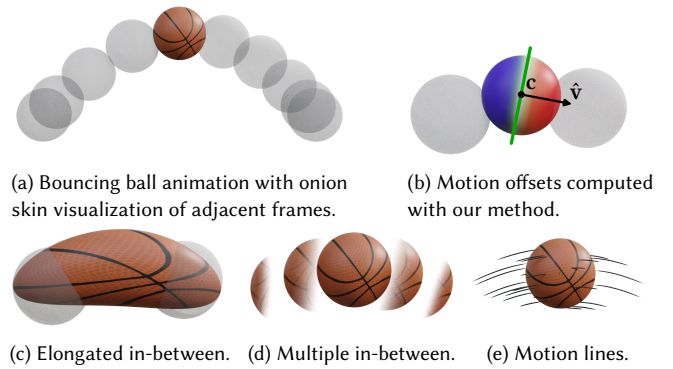 c
v̂
(a) Bouncing ball animation with onion
skin visualization of adjacent frames.
(b) Motion offsets computed
with our method.
(c) Elongated in-between.
(d) Multiple in-between.
(e) Motion lines.